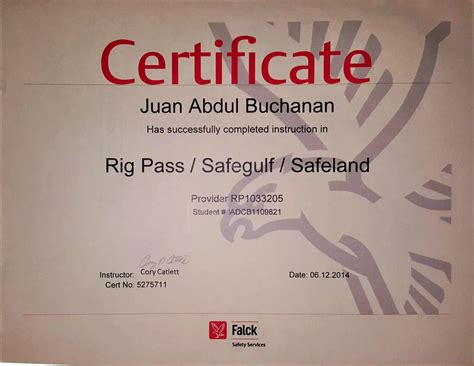 Certificate
Juan Abdul Buchanan
Has successfully completed instruction in
Rig Pass / Safegulf / Safeland
Provider RP1033205
Student # IADCB1109821
Instructor: Cory Catlett
Date: 06.12.2014
Cert No: 5275711
Falck
Safety Services